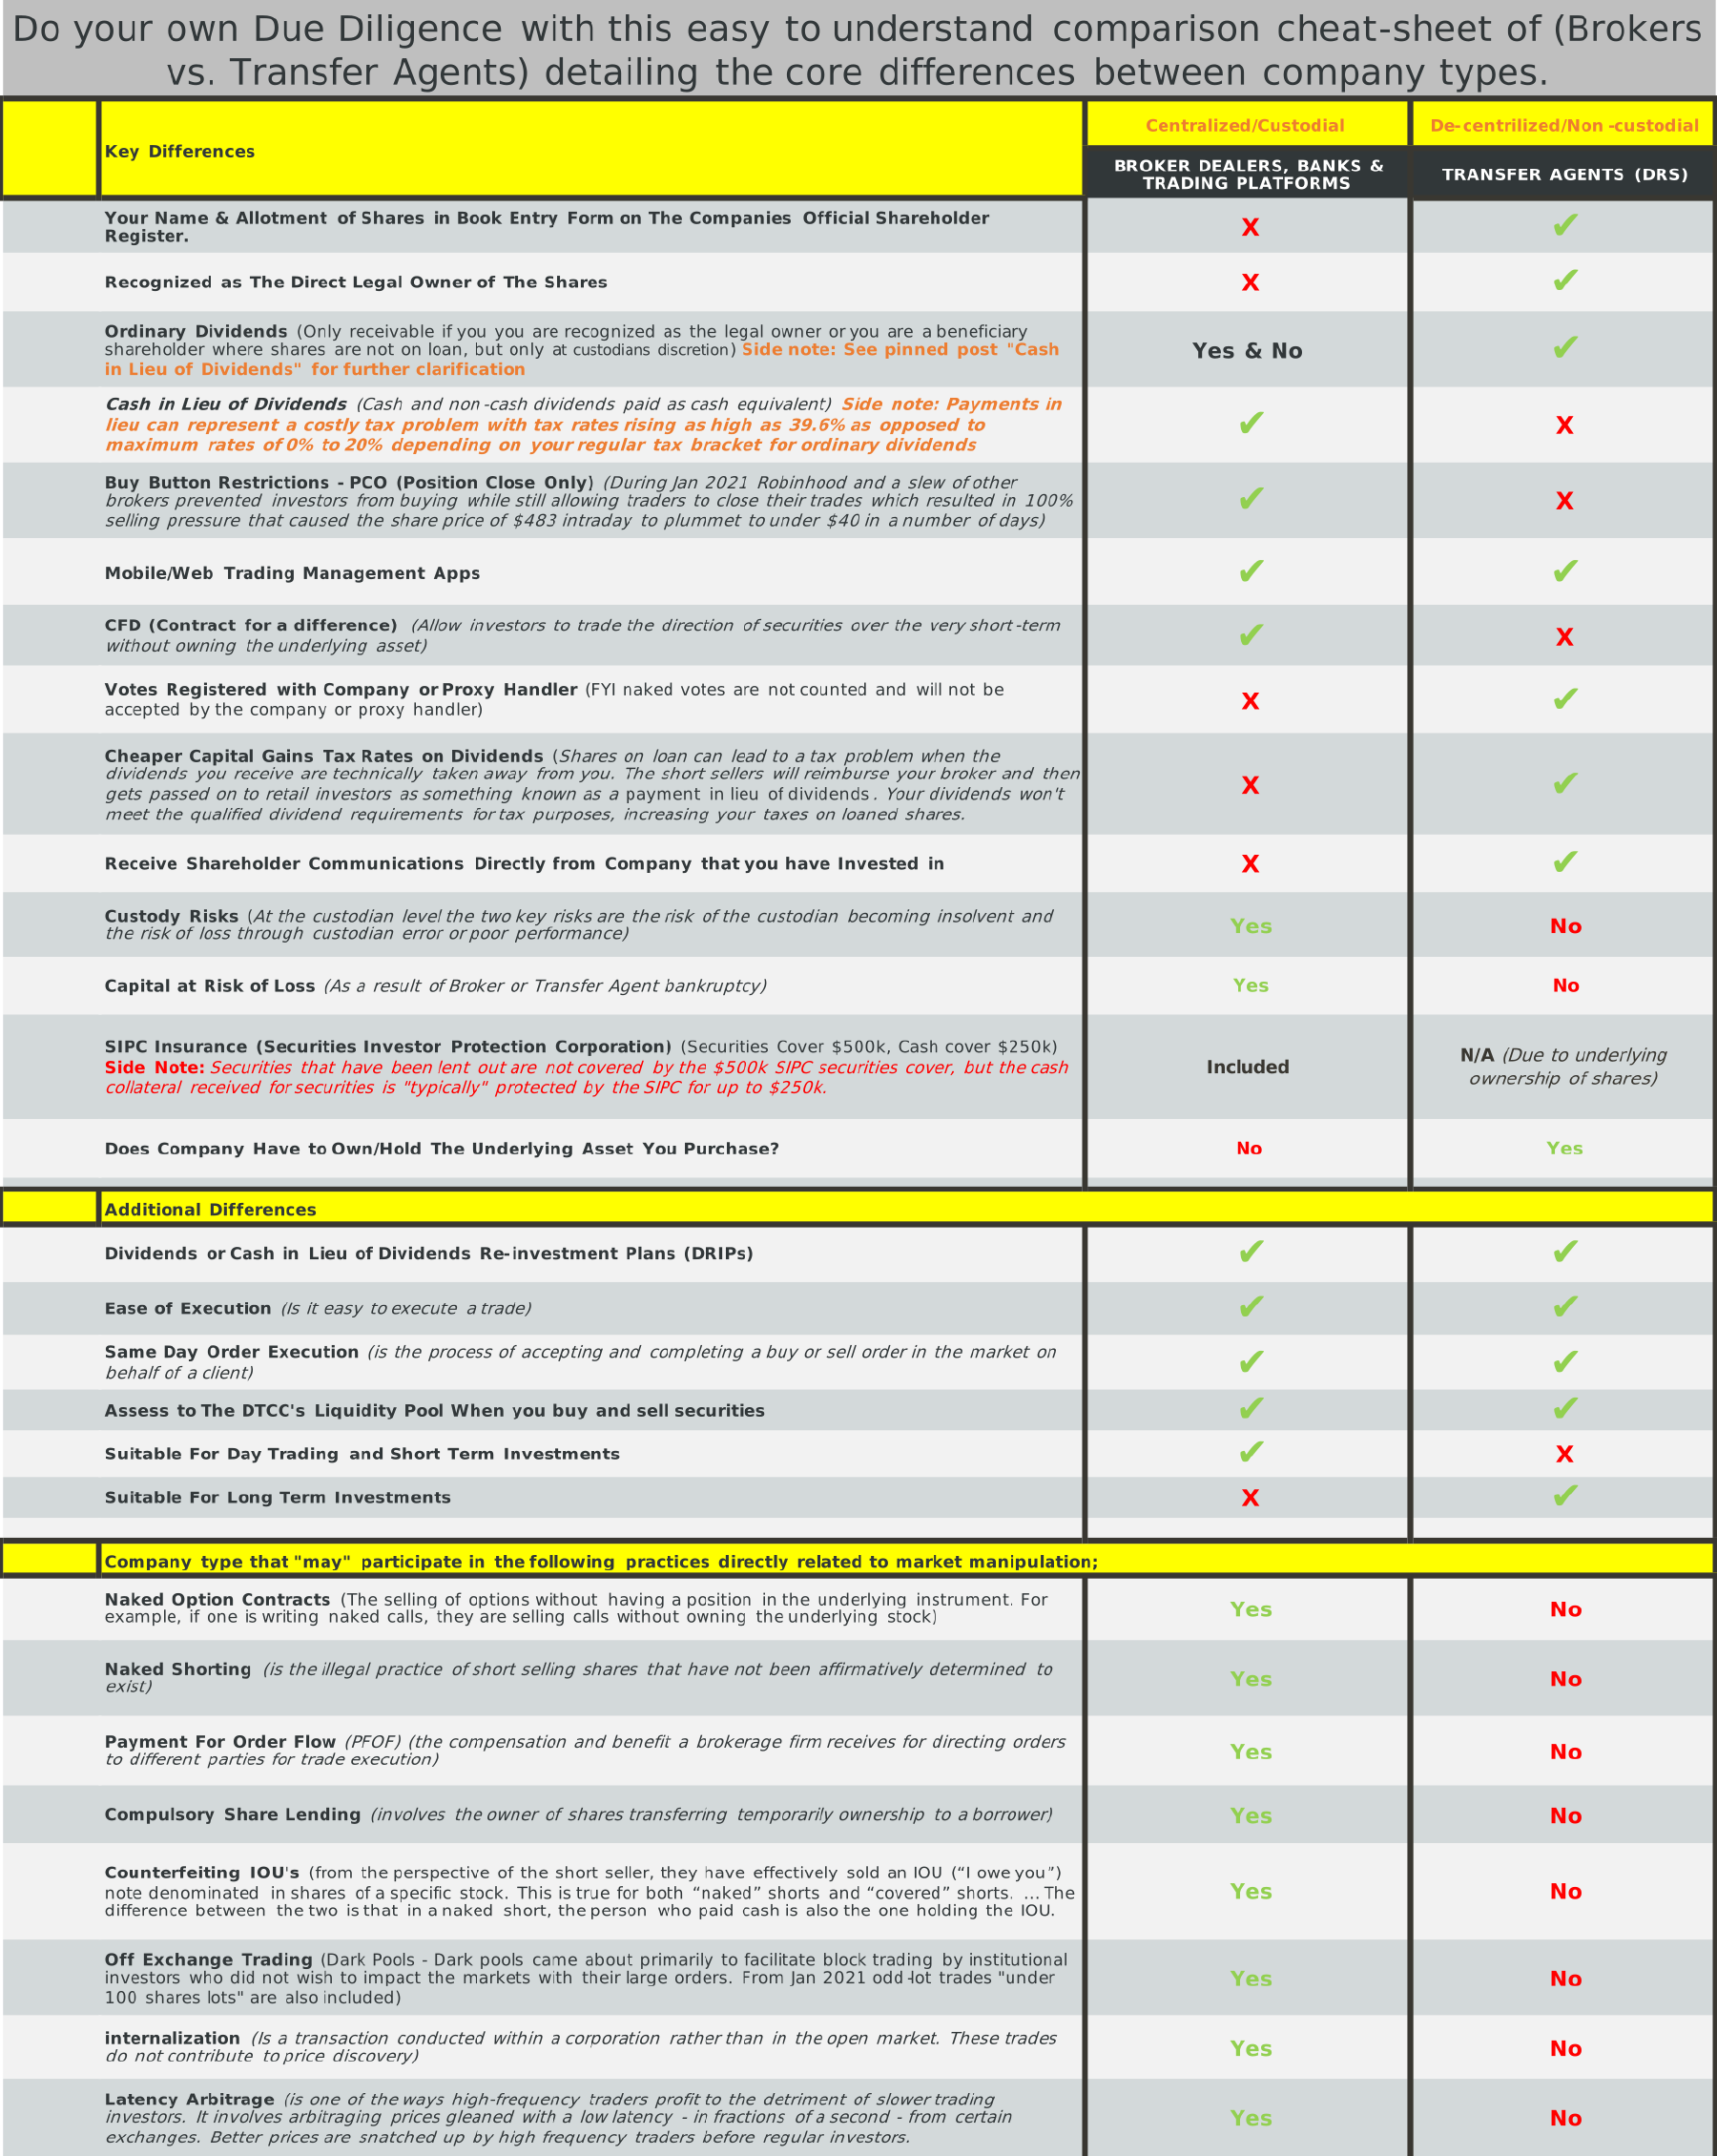 Do your own Due Diligence with this easy to understand comparison cheat-sheet of (Brokers
vs. Transfer Agents) detailing the core differences between company types.
Key Differences
Centralized/Custodial
De-centrilized/Non-custodial
BROKER DEALERS, BANKS &
TRADING PLATFORMS
TRANSFER AGENTS (DRS)
Your Name & Allotment of Shares in Book Entry Form on The Companies Official Shareholder
Register.
X ✔
Recognized as The Direct Legal Owner of The Shares
X ✔
Ordinary Dividends (Only receivable if you you are recognized as the legal owner or you are a beneficiary
shareholder where shares are not on loan, but only at custodians discretion) Side note: See pinned post "Cash
in Lieu of Dividends" for further clarification
Yes & No ✔
Cash in Lieu of Dividends (Cash and non-cash dividends paid as cash equivalent) Side note: Payments in
lieu can represent a costly tax problem with tax rates rising as high as 39.6% as opposed to
maximum rates of 0% to 20% depending on your regular tax bracket for ordinary dividends
✔ X
Buy Button Restrictions - PCO (Position Close Only) (During Jan 2021 Robinhood and a slew of other
brokers prevented investors from buying while still allowing traders to close their trades which resulted in 100%
selling pressure that caused the share price of $483 intraday to plummet to under $40 in a number of days)
✔ X
Mobile/Web Trading Management Apps
✔ ✔
CFD (Contract for a difference) (Allow investors to trade the direction of securities over the very short-term
without owning the underlying asset)
✔ X
Votes Registered with Company or Proxy Handler (FYI naked votes are not counted and will not be
accepted by the company or proxy handler)
X ✔
Cheaper Capital Gains Tax Rates on Dividends (Shares on loan can lead to a tax problem when the
dividends you receive are technically taken away from you. The short sellers will reimburse your broker and then
gets passed on to retail investors as something known as a payment in lieu of dividends. Your dividends won't
meet the qualified dividend requirements for tax purposes, increasing your taxes on loaned shares.
X ✔
Receive Shareholder Communications Directly from Company that you have Invested in
X ✔
Custody Risks (At the custodian level the two key risks are the risk of the custodian becoming insolvent and
the risk of loss through custodian error or poor performance)
Yes No
Capital at Risk of Loss (As a result of Broker or Transfer Agent bankruptcy)
Yes No
SIPC Insurance (Securities Investor Protection Corporation) (Securities Cover $500k, Cash cover $250k)
Side Note: Securities that have been lent out are not covered by the $500k SIPC securities cover, but the cash
collateral received for securities is "typically" protected by the SIPC for up to $250k.
Included
N/A (Due to underlying
ownership of shares)
Does Company Have to Own/Hold The Underlying Asset You Purchase?
No Yes
Additional Differences
Dividends or Cash in Lieu of Dividends Re-investment Plans (DRIPs)
✔ ✔
Ease of Execution (Is it easy to execute a trade)
✔ ✔
Same Day Order Execution (is the process of accepting and completing a buy or sell order in the market on
behalf of a client)
✔ ✔
Assess to The DTCC's Liquidity Pool When you buy and sell securities
✔ ✔
Suitable For Day Trading and Short Term Investments
✔ X
Suitable For Long Term Investments
X ✔
Company type that "may" participate in the following practices directly related to market manipulation;
Naked Option Contracts (The selling of options without having a position in the underlying instrument. For
example, if one is writing naked calls, they are selling calls without owning the underlying stock)
Yes No
Naked Shorting (is the illegal practice of short selling shares that have not been affirmatively determined to
exist)
Yes No
Payment For Order Flow (PFOF) (the compensation and benefit a brokerage firm receives for directing orders
to different parties for trade execution)
Yes No
Compulsory Share Lending (involves the owner of shares transferring temporarily ownership to a borrower)
Yes No
Counterfeiting IOU's (from the perspective of the short seller, they have effectively sold an IOU (“I owe you”)
note denominated in shares of a specific stock. This is true for both “naked” shorts and “covered” shorts. ... The
difference between the two is that in a naked short, the person who paid cash is also the one holding the IOU.
Yes No
Off Exchange Trading (Dark Pools - Dark pools came about primarily to facilitate block trading by institutional
investors who did not wish to impact the markets with their large orders. From Jan 2021 odd-lot trades "under
100 shares lots" are also included)
Yes No
internalization (Is a transaction conducted within a corporation rather than in the open market. These trades
do not contribute to price discovery)
Yes No
Latency Arbitrage (is one of the ways high-frequency traders profit to the detriment of slower trading
investors. It involves arbitraging prices gleaned with a low latency - in fractions of a second - from certain
exchanges. Better prices are snatched up by high frequency traders before regular investors.
Yes No